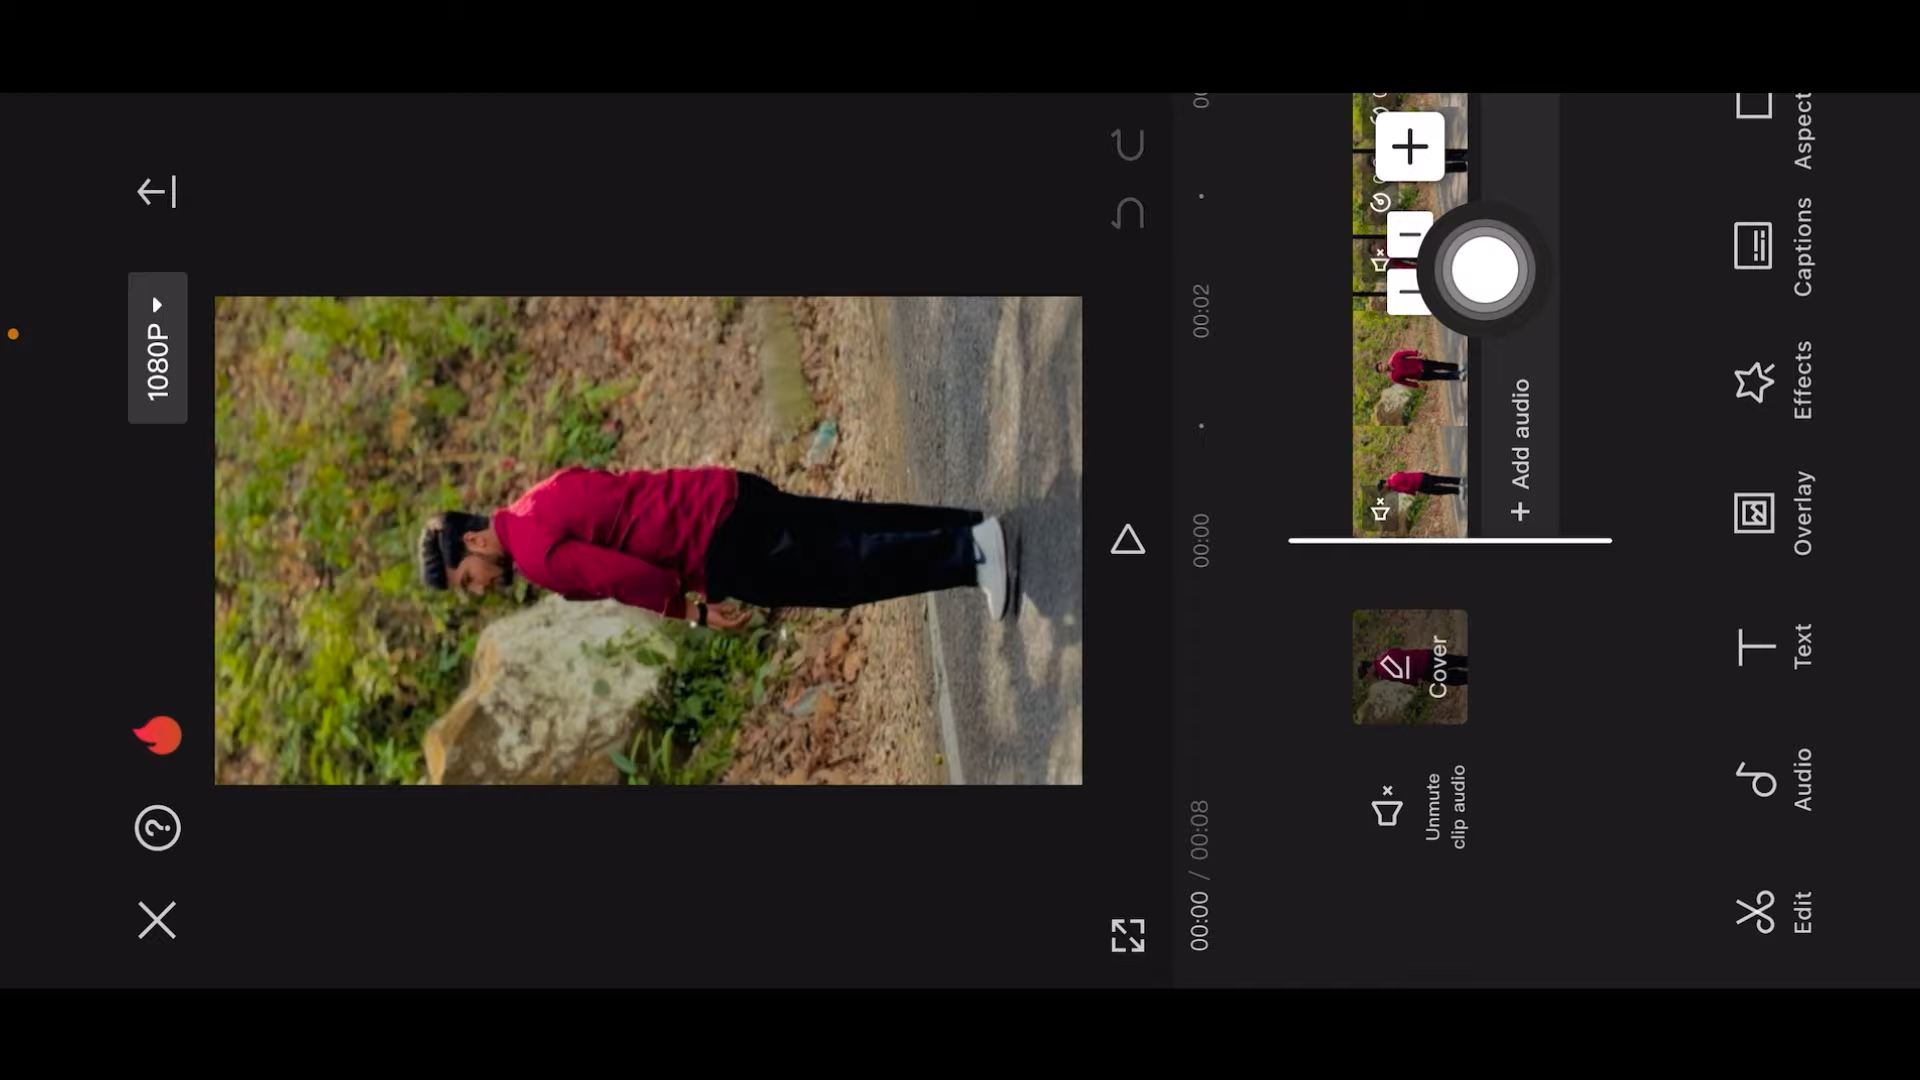 1080P
00:00 / 00:08
00:00
00:02
Unmute
clip audio
Cover
+ Add audio
Edit
Audio
Text
Overlay
Effects
Captions
Aspect